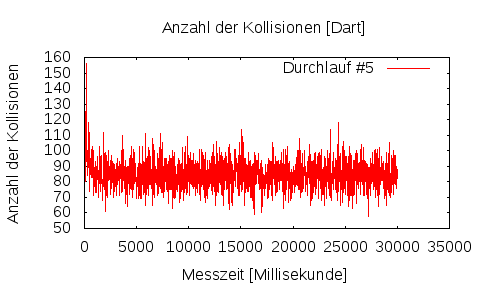 Anzahl der Kollisionen [Dart]
Durchlauf #5
Anzahl der Kollisionen
160
150
140
130
120
110
100
90
80
70
60
50
0 5000 10000 15000 20000 25000 30000 35000
Messzeit [Millisekunde]